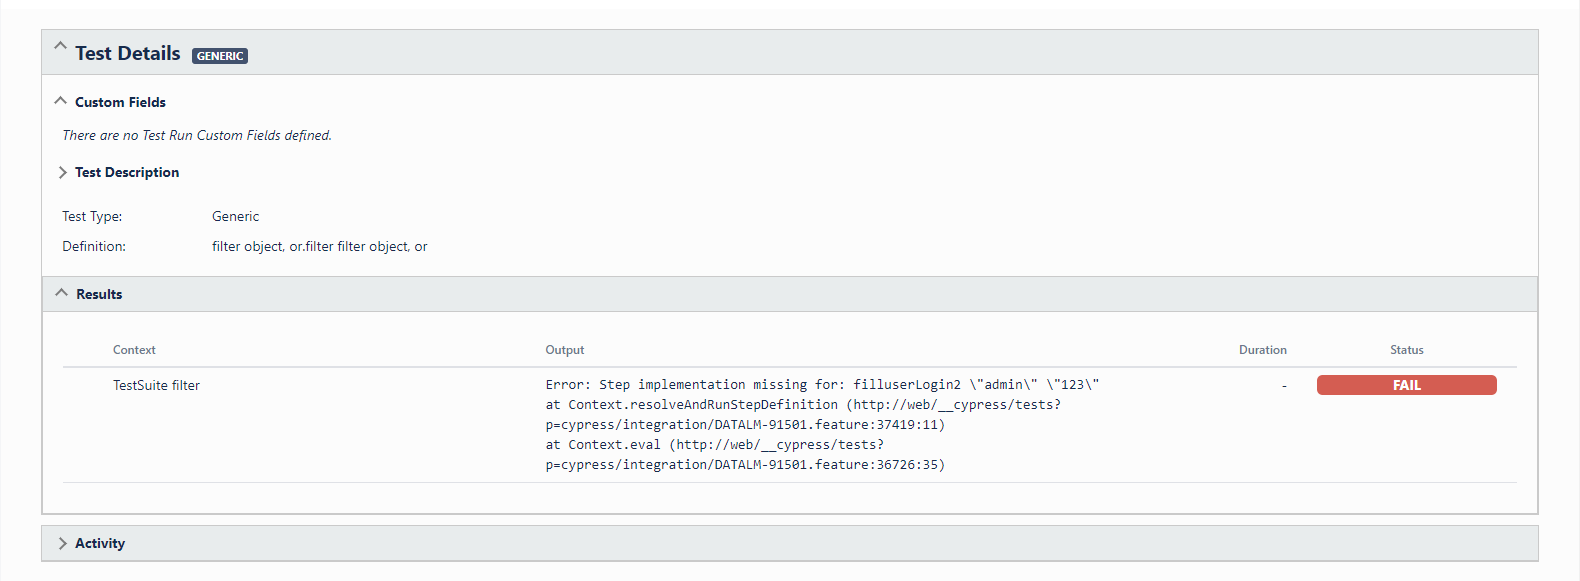 Test Details GENERIC
Custom Fields
There are no Test Run Custom Fields defined.
Test Description
Test Type: Generic
Definition: filter object, or.filter filter object, or
Results
Context Output Duration Status
TestSuite filter Error: Step implementation missing for: filluserLogin2 \"admin\" \"123\" - FAIL
at Context.resolveAndRunStepDefinition (http://web/__cypress/tests?
p=cypress/integration/DATALM-91501.feature:37419:11)
at Context.eval (http://web/__cypress/tests?
p=cypress/integration/DATALM-91501.feature:36726:35)
Activity